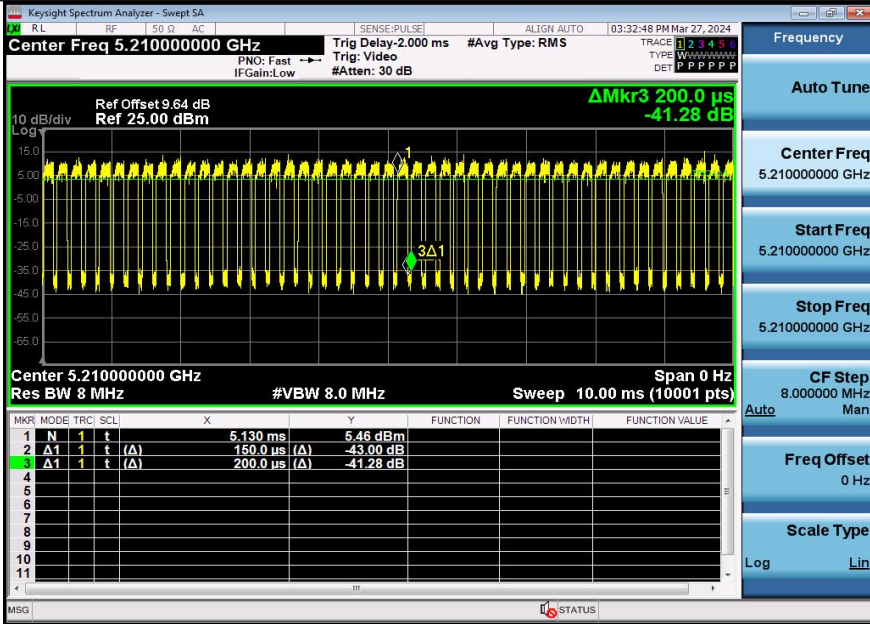 Keysight Spectrum Analyzer - Swept SA
LXI RL RF 50 Ω AC SENSE:PULSE ALIGN AUTO 03:32:48 PM Mar 27, 2024
Center Freq 5.210000000 GHz
PNO: Fast
IFGain:Low
Trig Delay-2.000 ms
Trig: Video
#Atten: 30 dB
#Avg Type: RMS
TRACE 1 2 3 4 5 6
TYPE WWWWWW
DET P P P P P P
Ref Offset 9.64 dB
10 dB/div Ref 25.00 dBm
Log
ΔMkr3 200.0 µs
-41.28 dB
15.0
5.00
-5.00
-15.0
-25.0
-35.0
-45.0
-55.0
-65.0
1
3Δ1
Center 5.210000000 GHz Span 0 Hz
Res BW 8 MHz #VBW 8.0 MHz Sweep 10.00 ms (10001 pts)
MKR MODE TRC SCL X Y FUNCTION FUNCTION WIDTH FUNCTION VALUE
1 N 1 t 5.130 ms 5.46 dBm
2 Δ1 1 t (Δ) 150.0 µs (Δ) -43.00 dB
3 Δ1 1 t (Δ) 200.0 µs (Δ) -41.28 dB
4
5
6
7
8
9
10
11
MSG STATUS
Frequency
Auto Tune
Center Freq
5.210000000 GHz
Start Freq
5.210000000 GHz
Stop Freq
5.210000000 GHz
CF Step
8.000000 MHz
Auto Man
Freq Offset
0 Hz
Scale Type
Log Lin